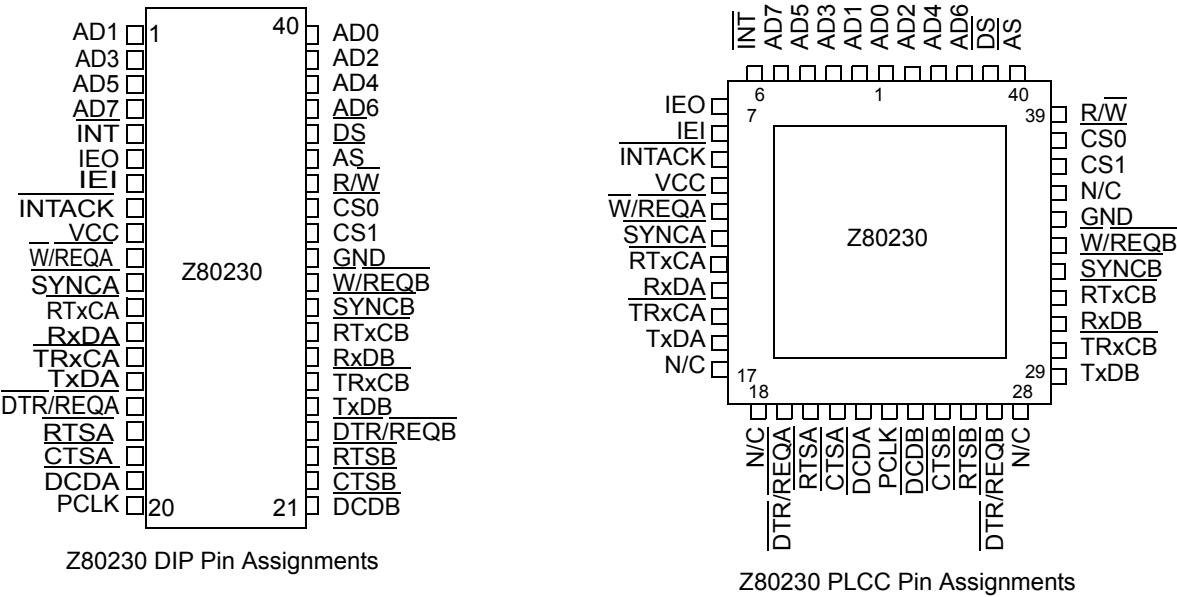 AD1 1 40 AD0
AD3 AD2
AD5 AD4
AD7 AD6
INT DS
IEO AS
IEI R/W
INTACK CS0
VCC CS1
W/REQA GND
Z80230
SYNCA W/REQB
RTxCA SYNCB
RxDA RTxCB
TRxCA RxDB
TxDA TRxCB
DTR/REQA TxDB
RTSA DTR/REQB
CTSA RTSB
DCDA CTSB
PCLK 20 21 DCDB
Z80230 DIP Pin Assignments
INT AD7 AD5 AD3 AD1 AD0 AD2 AD4 AD6 DS AS
6 1 40
IEO 7 39 R/W
IEI CS0
INTACK CS1
VCC N/C
W/REQA GND
SYNCA W/REQB
Z80230
RTxCA SYNCB
RxDA RTxCB
TRxCA RxDB
TxDA TRxCB
N/C 17 29 TxDB
18 28
N/C DTR/REQA RTSA CTSA DCDA PCLK DCDB CTSB RTSB DTR/REQB N/C
Z80230 PLCC Pin Assignments